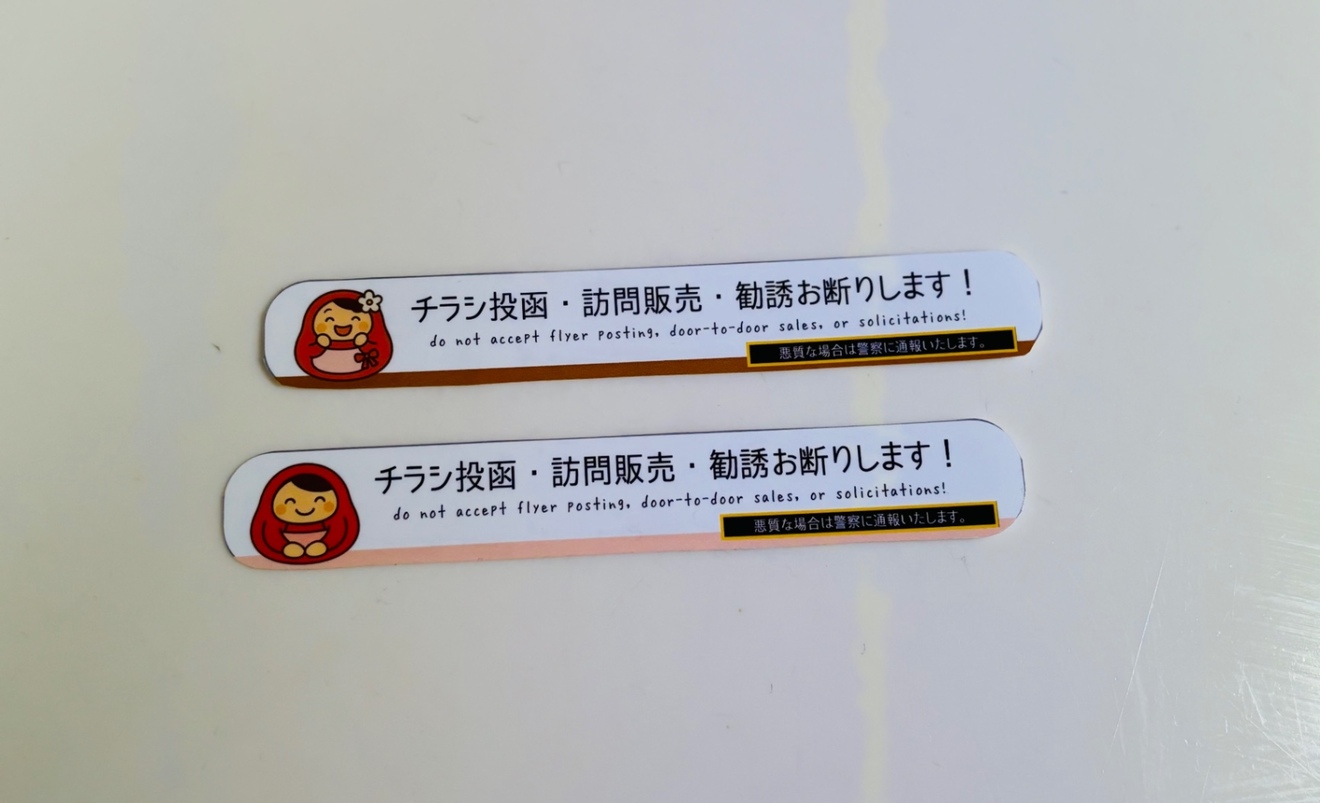 チラシ投函・訪問販売・勧誘お断りします！
do not accept flyer posting, door-to-door sales, or solicitations!
悪質な場合は警察に通報いたします。
チラシ投函・訪問販売・勧誘お断りします！
do not accept flyer posting, door-to-door sales, or solicitations!
悪質な場合は警察に通報いたします。